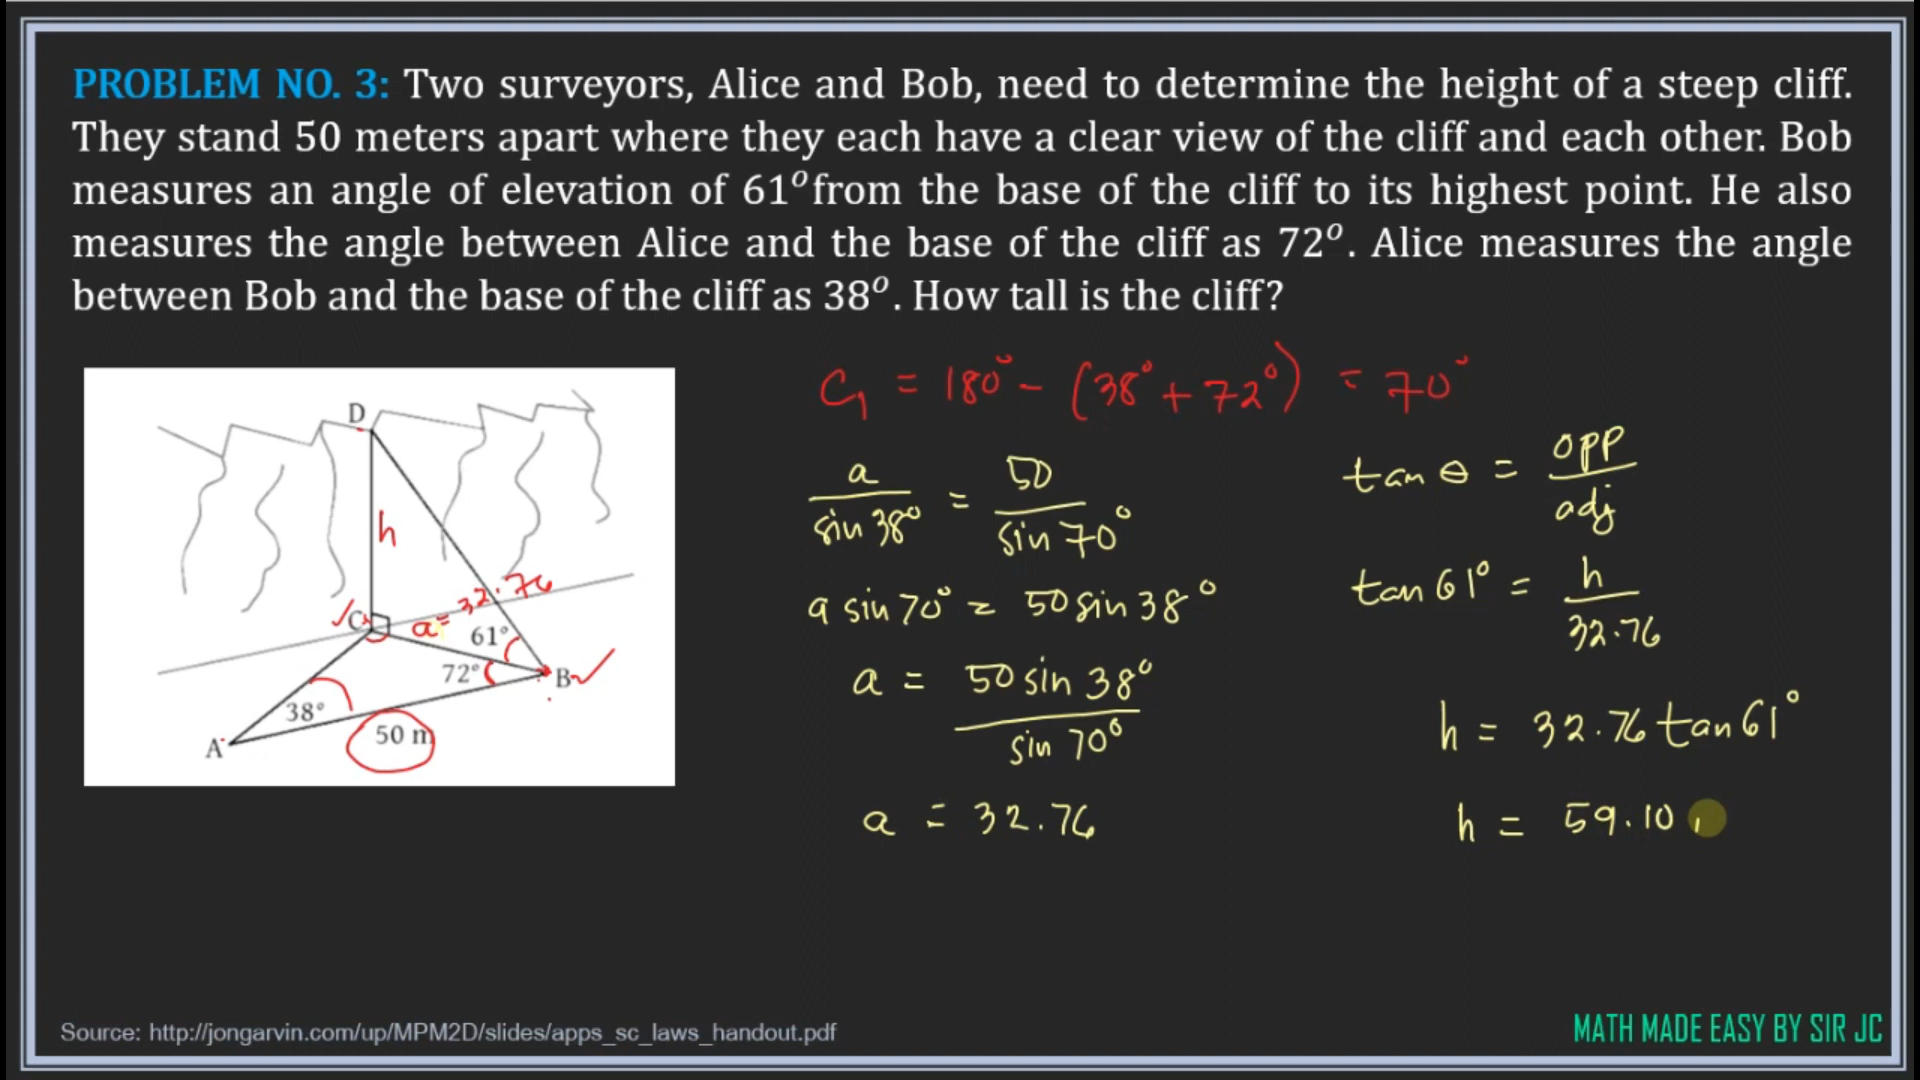 PROBLEM NO. 3: Two surveyors, Alice and Bob, need to determine the height of a steep cliff.
They stand 50 meters apart where they each have a clear view of the cliff and each other. Bob
measures an angle of elevation of 61° from the base of the cliff to its highest point. He also
measures the angle between Alice and the base of the cliff as 72°. Alice measures the angle
between Bob and the base of the cliff as 38°. How tall is the cliff?
D
h
C
a = 32.76
61°
72°
B
38°
A
50 m
C₁ = 180° - (38° + 72°) = 70°
a / sin 38° = 50 / sin 70°
a sin 70° = 50 sin 38°
a = 50 sin 38° / sin 70°
a = 32.76
tan θ = opp / adj
tan 61° = h / 32.76
h = 32.76 tan 61°
h = 59.10
Source: http://jongarvin.com/up/MPM2D/slides/apps_sc_laws_handout.pdf
MATH MADE EASY BY SIR JC